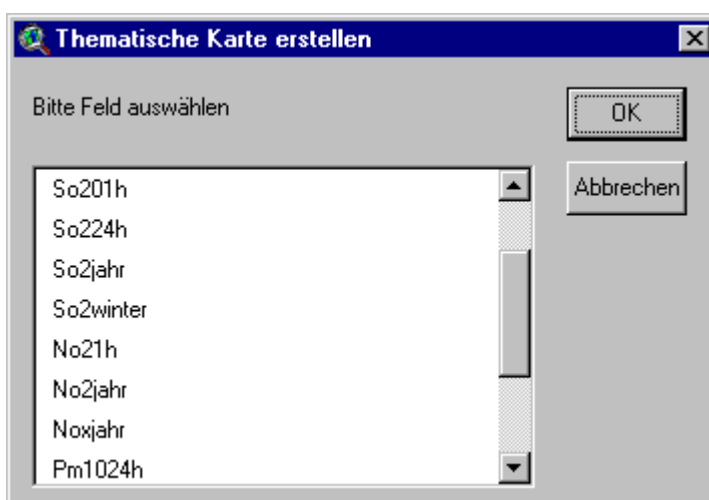 Thematische Karte erstellen
Bitte Feld auswählen
OK
Abbrechen
So201h
So224h
So2jahr
So2winter
No21h
No2jahr
Noxjahr
Pm1024h